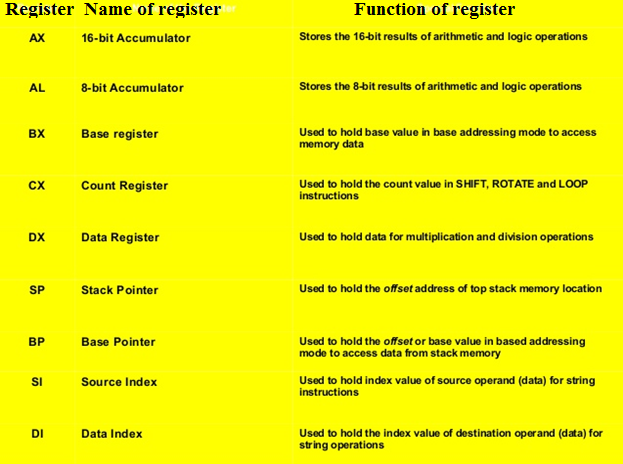 Register Name of register Function of register
AX 16-bit Accumulator Stores the 16-bit results of arithmetic and logic operations
AL 8-bit Accumulator Stores the 8-bit results of arithmetic and logic operations
BX Base register Used to hold base value in base addressing mode to access
memory data
CX Count Register Used to hold the count value in SHIFT, ROTATE and LOOP
instructions
DX Data Register Used to hold data for multiplication and division operations
SP Stack Pointer Used to hold the offset address of top stack memory location
BP Base Pointer Used to hold the offset or base value in based addressing
mode to access data from stack memory
SI Source Index Used to hold index value of source operand (data) for string
instructions
DI Data Index Used to hold the index value of destination operand (data) for
string operations